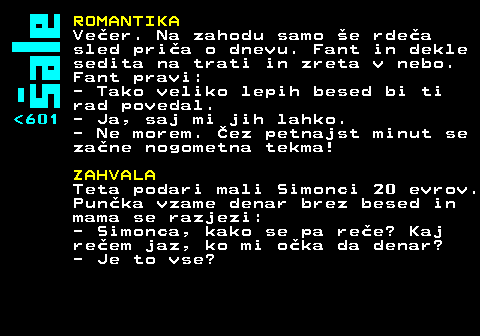 Šale
<601
ROMANTIKA
Večer. Na zahodu samo še rdeča
sled priča o dnevu. Fant in dekle
sedita na trati in zreta v nebo.
Fant pravi:
- Tako veliko lepih besed bi ti
rad povedal.
- Ja, saj mi jih lahko.
- Ne morem. Čez petnajst minut se
začne nogometna tekma!
ZAHVALA
Teta podari mali Simonci 20 evrov.
Punčka vzame denar brez besed in
mama se razjezi:
- Simonca, kako se pa reče? Kaj
rečem jaz, ko mi očka da denar?
- Je to vse?